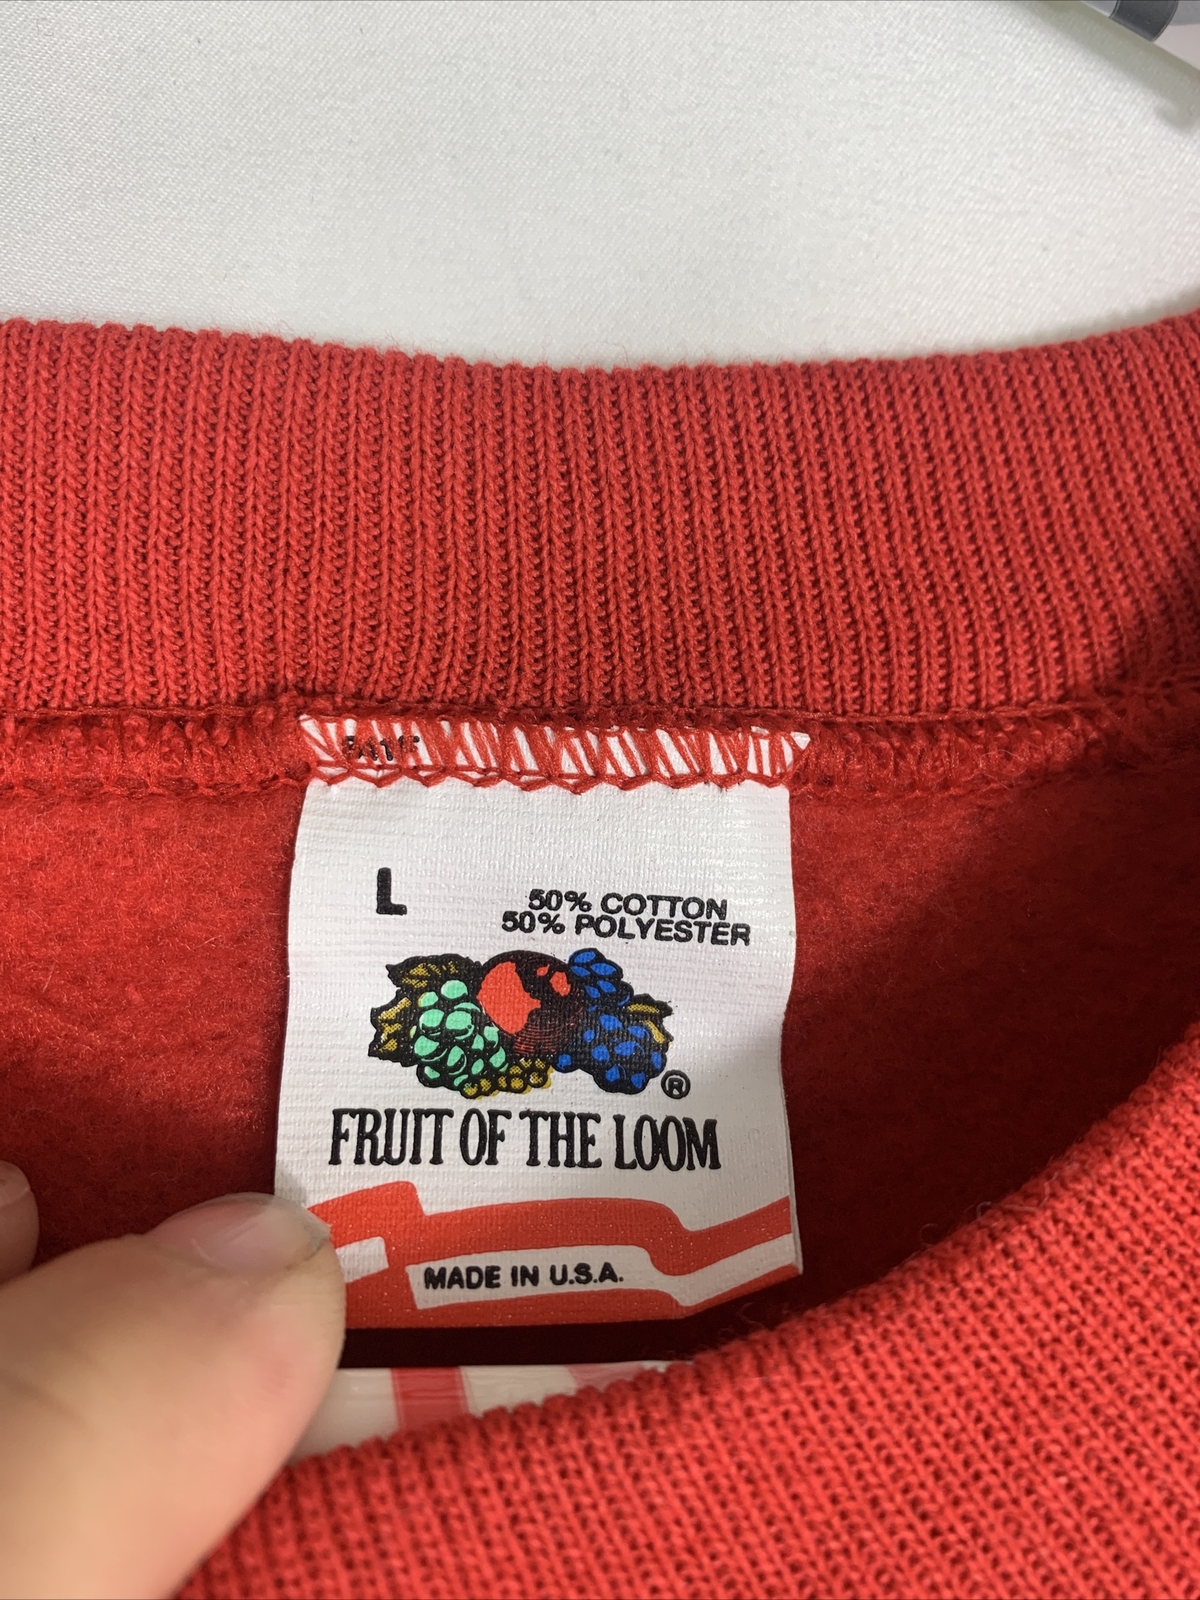 L
50% COTTON
50% POLYESTER
®
FRUIT OF THE LOOM
MADE IN U.S.A.